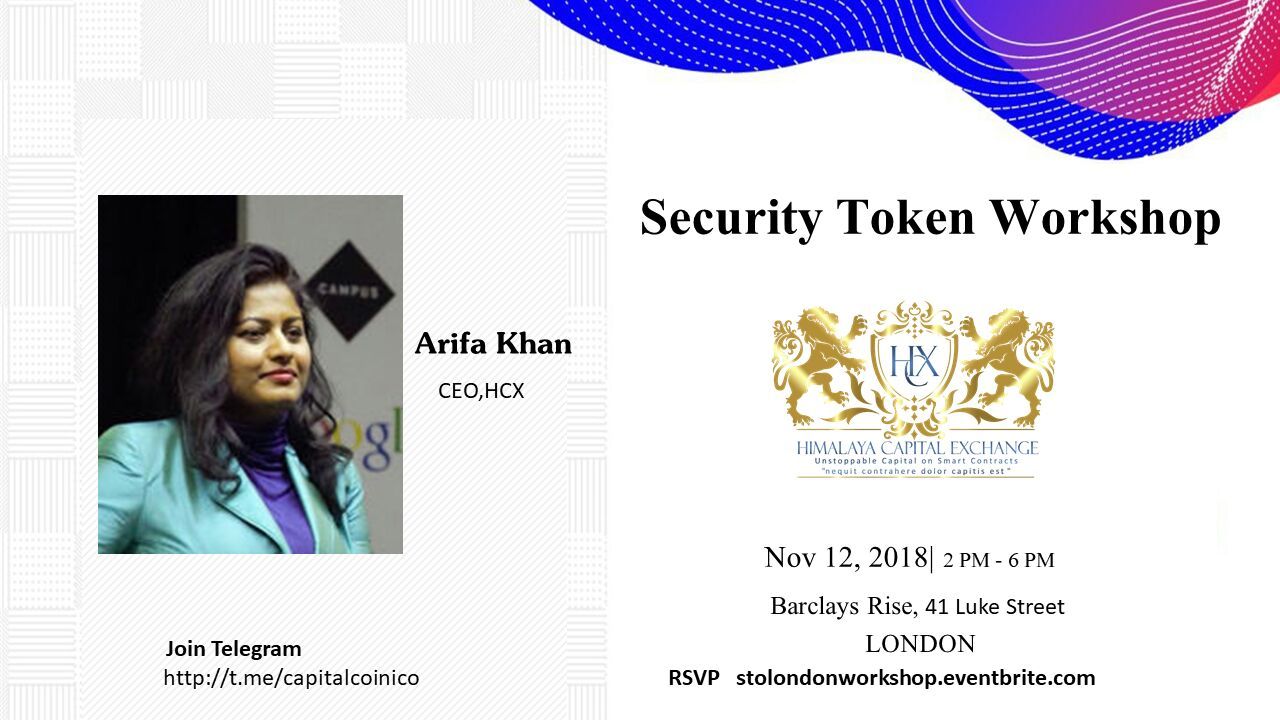 Security Token Workshop
CAMPUS
ogl
Arifa Khan
CEO,HCX
HCX
HIMALAYA CAPITAL EXCHANGE
Unstoppable Capital on Smart Contracts
"nequit contrahere dolor capitis est"
Nov 12, 2018| 2 PM - 6 PM
Barclays Rise, 41 Luke Street
LONDON
Join Telegram
http://t.me/capitalcoinico
RSVP stolondonworkshop.eventbrite.com